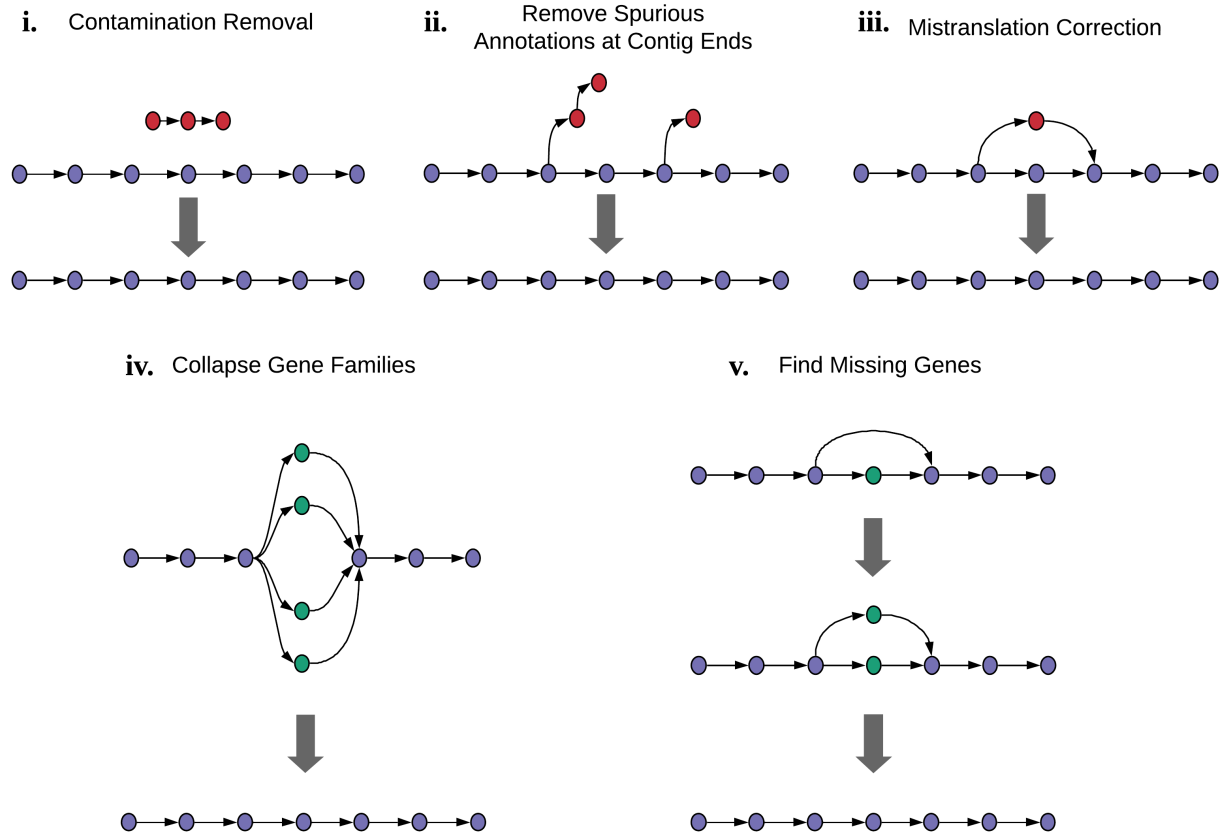 i. Contamination Removal
ii. Remove Spurious
Annotations at Contig Ends
iii. Mistranslation Correction
iv. Collapse Gene Families
v. Find Missing Genes